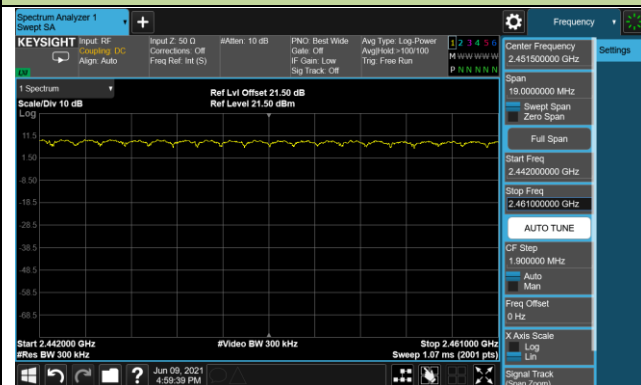 Spectrum Analyzer 1
Swept SA
Frequency
KEYSIGHT
Input: RF
Coupling: DC
Align: Auto
Input Z: 50 Ω
Corrections: Off
Freq Ref: Int (S)
#Atten: 10 dB
PNO: Best Wide
Gate: Off
IF Gain: Low
Sig Track: Off
Avg Type: Log-Power
Avg|Hold:>100/100
Trig: Free Run
1 2 3 4 5 6
M W W W W W
P N N N N N
1 Spectrum
Scale/Div 10 dB
Log
Ref Lvl Offset 21.50 dB
Ref Level 21.50 dBm
11.5
1.50
-8.50
-18.5
-28.5
-38.5
-48.5
-58.5
-68.5
Start 2.442000 GHz
#Res BW 300 kHz
#Video BW 300 kHz
Stop 2.461000 GHz
Sweep 1.07 ms (2001 pts)
Jun 09, 2021
4:59:39 PM
Center Frequency
2.451500000 GHz
Settings
Span
19.0000000 MHz
Swept Span
Zero Span
Full Span
Start Freq
2.442000000 GHz
Stop Freq
2.461000000 GHz
AUTO TUNE
CF Step
1.900000 MHz
Auto
Man
Freq Offset
0 Hz
X Axis Scale
Log
Lin
Signal Track
(Span Zoom)